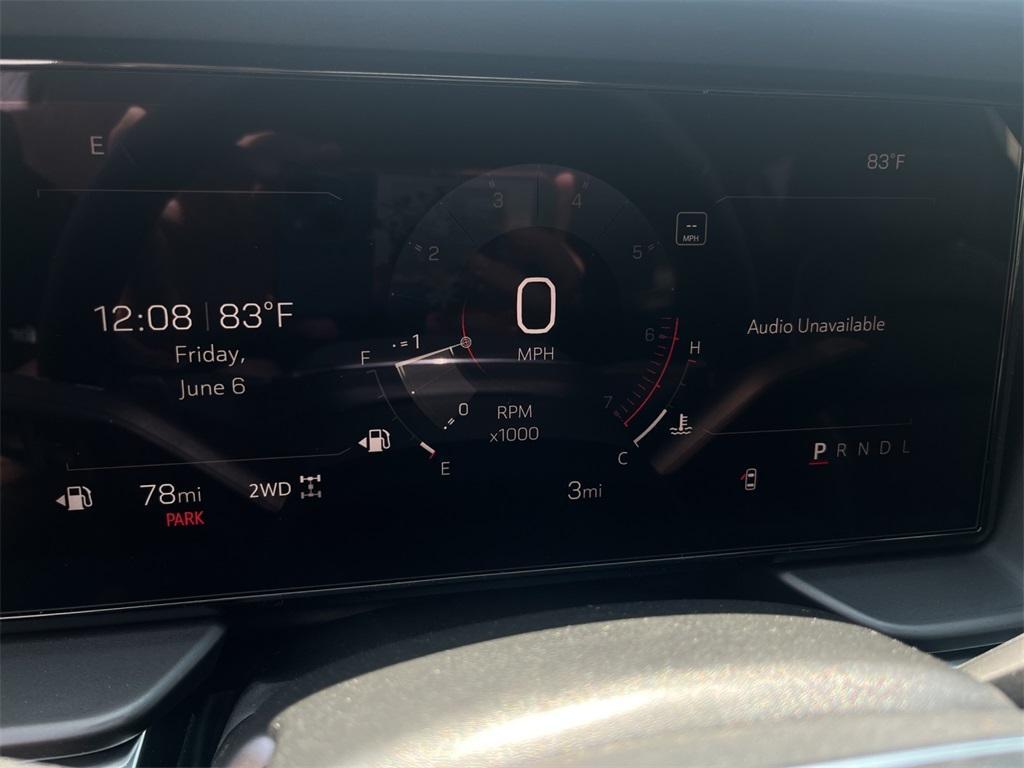 E
83°F
3
4
2
5
--
MPH
12:08 | 83°F
Friday,
June 6
0
MPH
Audio Unavailable
1
6
F
H
7
0
RPM
x1000
E
C
P R N D L
78mi
PARK
2WD
3mi